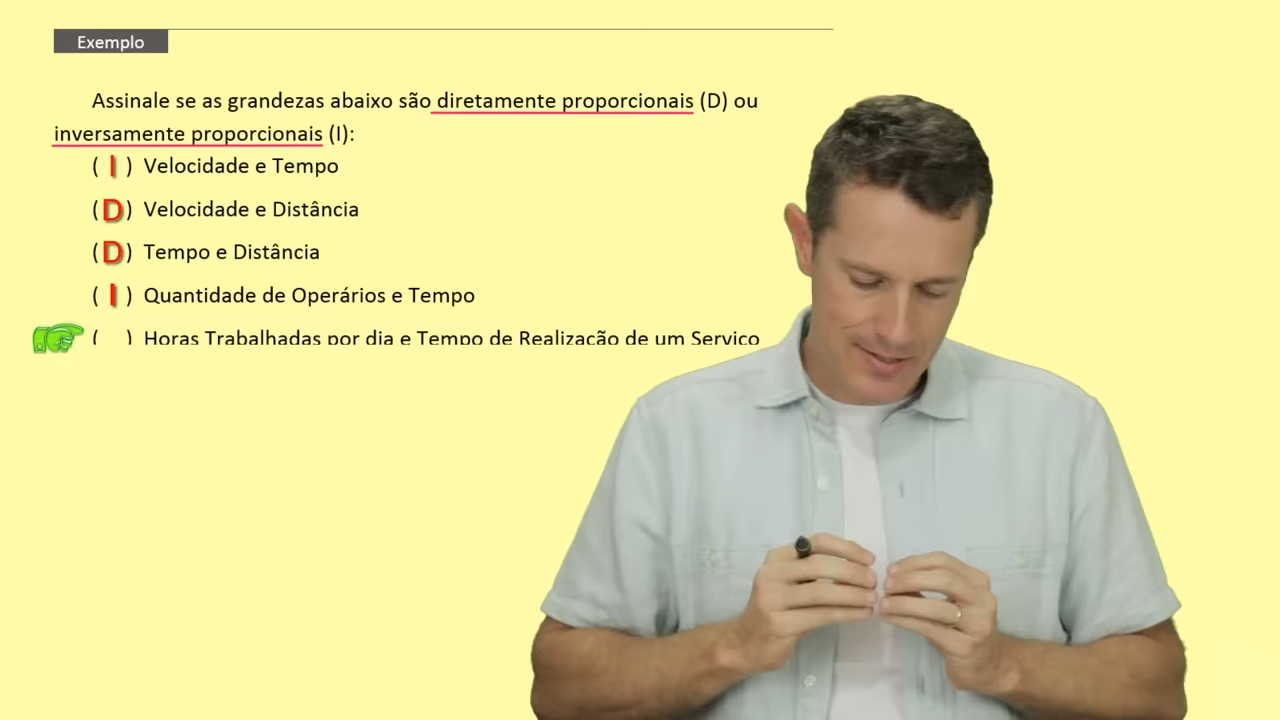 Exemplo
Assinale se as grandezas abaixo são diretamente proporcionais (D) ou
inversamente proporcionais (I):
( I ) Velocidade e Tempo
(D) Velocidade e Distância
(D) Tempo e Distância
( I ) Quantidade de Operários e Tempo
( ) Horas Trabalhadas por dia e Tempo de Realização de um Serviço